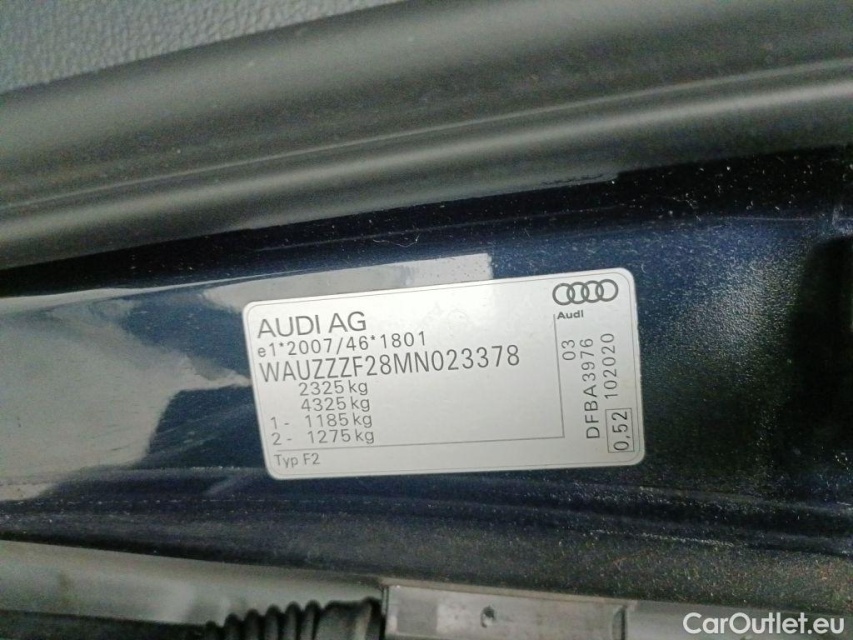 AUDI AG
e1*2007/46*1801
WAUZZZF28MN023378
2325 kg
4325 kg
1 - 1185 kg
2 - 1275 kg
Typ F2
Audi
03
DFBA3976
102020
0,52
CarOutlet.eu